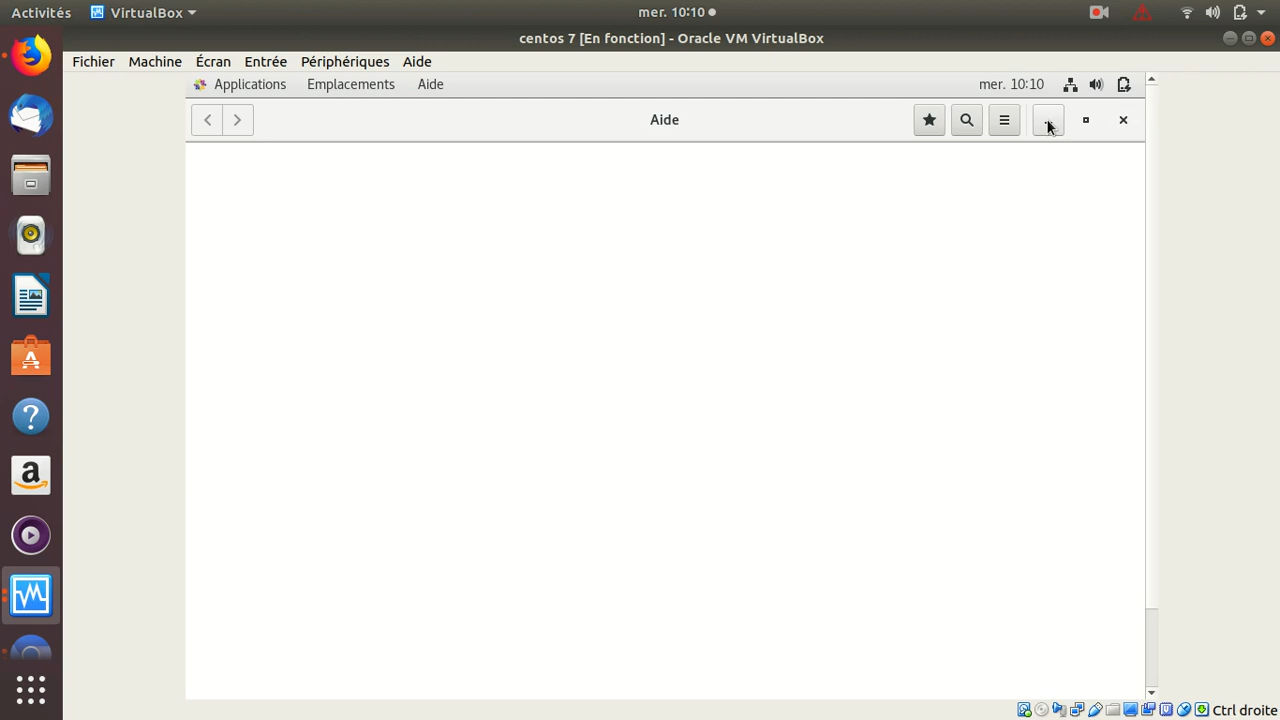 Activités VirtualBox mer. 10:10
centos 7 [En fonction] - Oracle VM VirtualBox
Fichier Machine Écran Entrée Périphériques Aide
Applications Emplacements Aide mer. 10:10
Aide
Ctrl droite